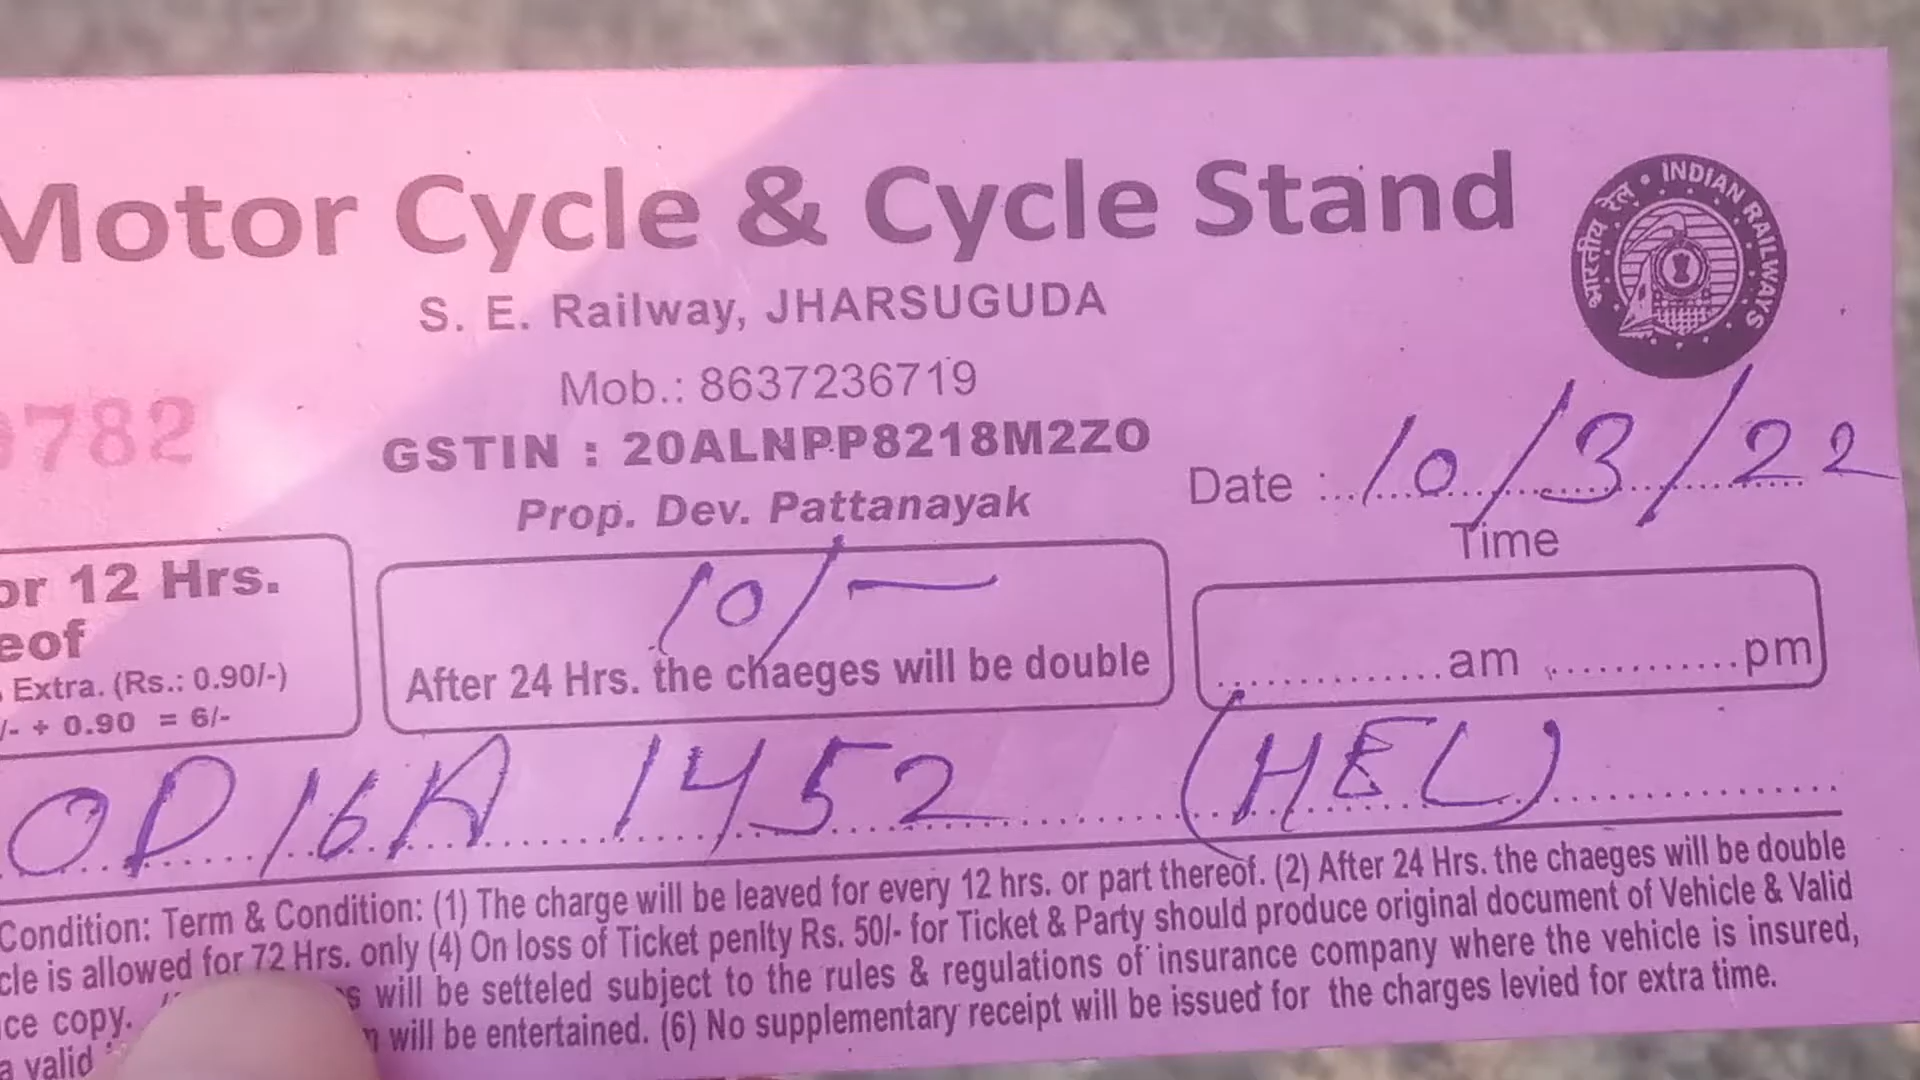 Motor Cycle & Cycle Stand
भारतीय रेल • INDIAN RAILWAYS
S. E. Railway, JHARSUGUDA
Mob.: 8637236719
782
GSTIN : 20ALNPP8218M2ZO
Date : 10/3/22
Prop. Dev. Pattanayak
Time
or 12 Hrs.
eof
Extra. (Rs.: 0.90/-)
/- + 0.90 = 6/-
10/-
After 24 Hrs. the chaeges will be double
am pm
OD 16A 1452 (HEL)
Condition: Term & Condition: (1) The charge will be leaved for every 12 hrs. or part thereof. (2) After 24 Hrs. the chaeges will be double
cle is allowed for 72 Hrs. only (4) On loss of Ticket penlty Rs. 50/- for Ticket & Party should produce original document of Vehicle & Valid
ce copy. will be setteled subject to the rules & regulations of insurance company where the vehicle is insured,
a valid will be entertained. (6) No supplementary receipt will be issued for the charges levied for extra time.